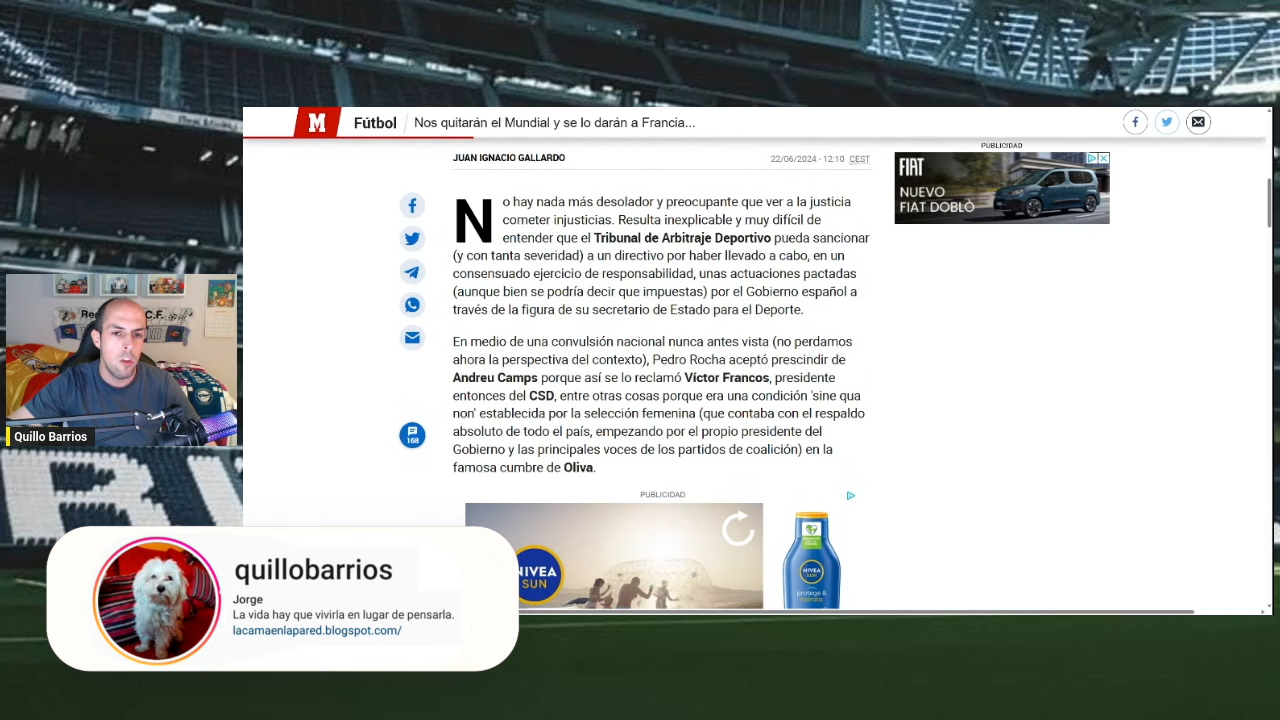 M
Fútbol
Nos quitarán el Mundial y se lo darán a Francia...
JUAN IGNACIO GALLARDO
22/06/2024 - 12:10 CEST
No hay nada más desolador y preocupante que ver a la justicia
cometer injusticias. Resulta inexplicable y muy difícil de
entender que el Tribunal de Arbitraje Deportivo pueda sancionar
(y con tanta severidad) a un directivo por haber llevado a cabo, en un
consensuado ejercicio de responsabilidad, unas actuaciones pactadas
(aunque bien se podría decir que impuestas) por el Gobierno español a
través de la figura de su secretario de Estado para el Deporte.
En medio de una convulsión nacional nunca antes vista (no perdamos
ahora la perspectiva del contexto), Pedro Rocha aceptó prescindir de
Andreu Camps porque así se lo reclamó Víctor Francos, presidente
entonces del CSD, entre otras cosas porque era una condición 'sine qua
non' establecida por la selección femenina (que contaba con el respaldo
absoluto de todo el país, empezando por el propio presidente del
Gobierno y las principales voces de los partidos de coalición) en la
famosa cumbre de Oliva.
168
PUBLICIDAD
FIAT
NUEVO
FIAT DOBLÒ
PUBLICIDAD
NIVEA
SUN
NIVEA
SUN
protege &
Quillo Barrios
quillobarrios
Jorge
La vida hay que vivirla en lugar de pensarla.
lacamaenlapared.blogspot.com/